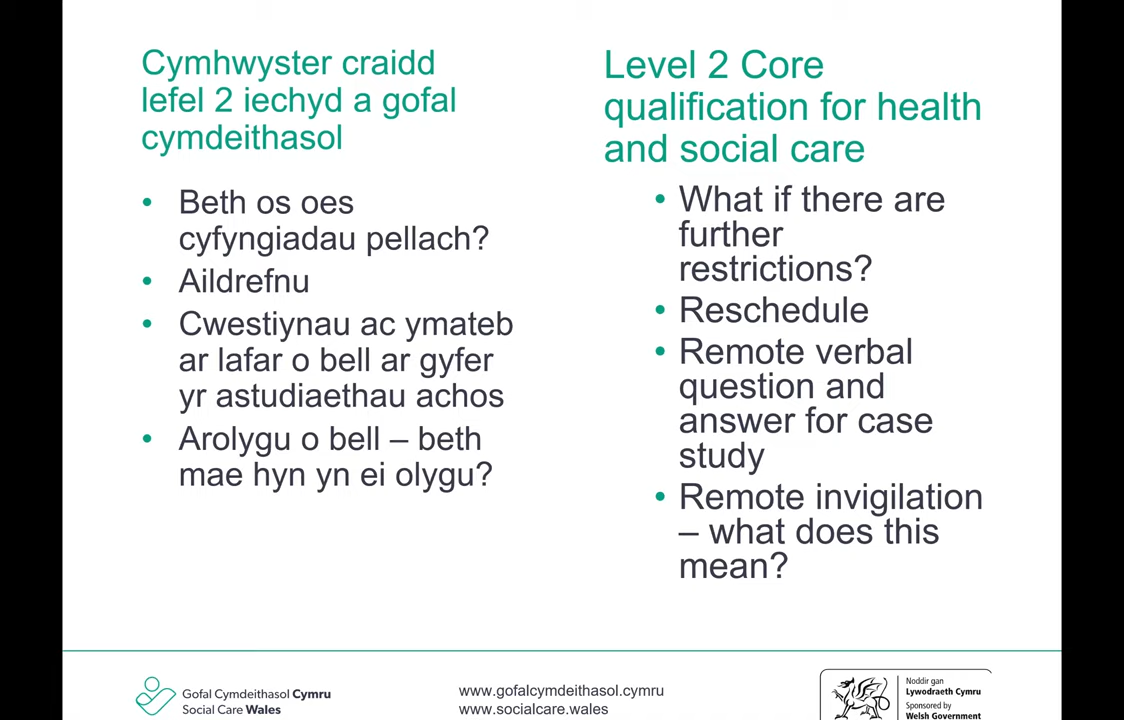 Cymhwyster craidd
lefel 2 iechyd a gofal
cymdeithasol
• Beth os oes
cyfyngiadau pellach?
• Aildrefnu
• Cwestiynau ac ymateb
ar lafar o bell ar gyfer
yr astudiaethau achos
• Arolygu o bell – beth
mae hyn yn ei olygu?
Level 2 Core
qualification for health
and social care
• What if there are
further
restrictions?
• Reschedule
• Remote verbal
question and
answer for case
study
• Remote invigilation
– what does this
mean?
Gofal Cymdeithasol Cymru
Social Care Wales
www.gofalcymdeithasol.cymru
www.socialcare.wales
Noddir gan
Lywodraeth Cymru
Sponsored by
Welsh Government